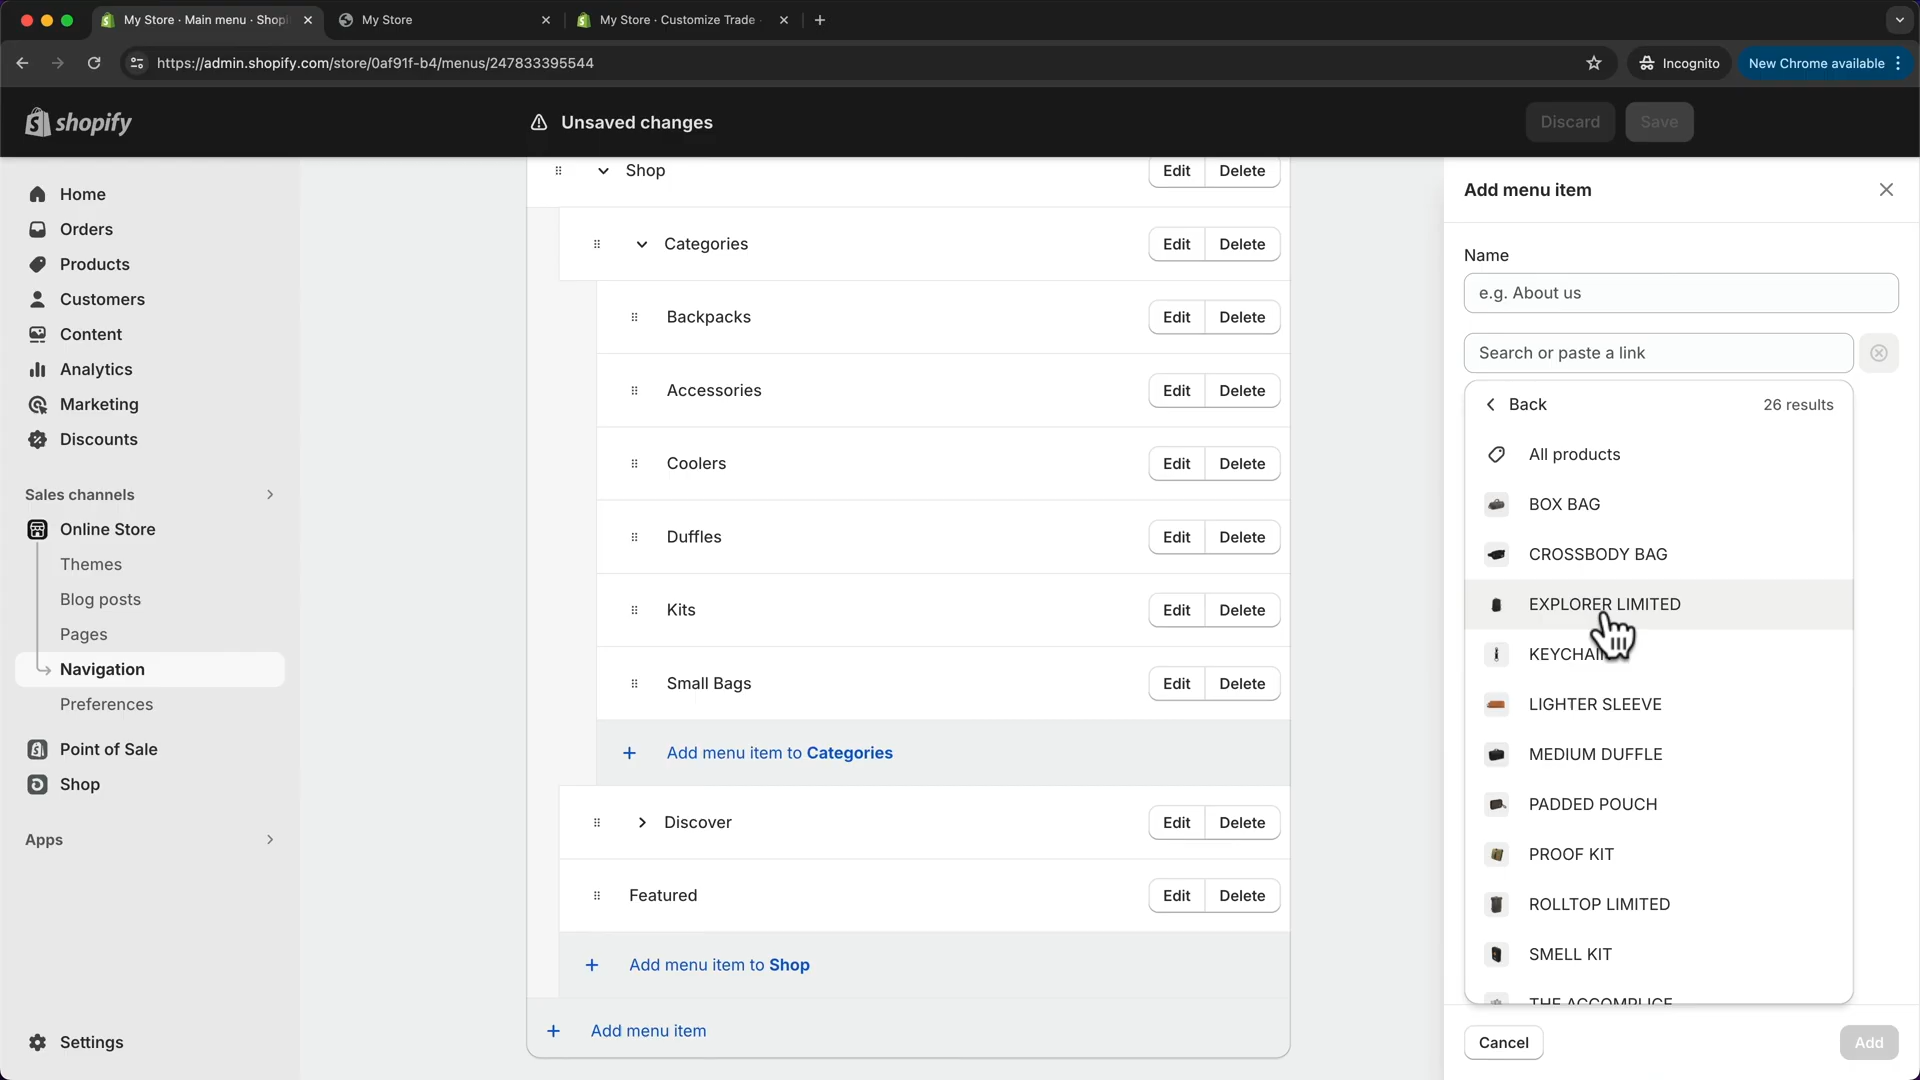 My Store · Main menu · Shopi
My Store
My Store · Customize Trade ·
https://admin.shopify.com/store/0af91f-b4/menus/247833395544
Incognito
New Chrome available
shopify
Unsaved changes
Discard
Save
Home
Orders
Products
Customers
Content
Analytics
Marketing
Discounts
Sales channels
Online Store
Themes
Blog posts
Pages
Navigation
Preferences
Point of Sale
Shop
Apps
Settings
Shop Edit Delete
Categories Edit Delete
Backpacks Edit Delete
Accessories Edit Delete
Coolers Edit Delete
Duffles Edit Delete
Kits Edit Delete
Small Bags Edit Delete
+ Add menu item to Categories
Discover Edit Delete
Featured Edit Delete
+ Add menu item to Shop
+ Add menu item
Add menu item
Name
e.g. About us
Search or paste a link
Back 26 results
All products
BOX BAG
CROSSBODY BAG
EXPLORER LIMITED
KEYCHAIN
LIGHTER SLEEVE
MEDIUM DUFFLE
PADDED POUCH
PROOF KIT
ROLLTOP LIMITED
SMELL KIT
THE ACCOMPLICE
Cancel
Add